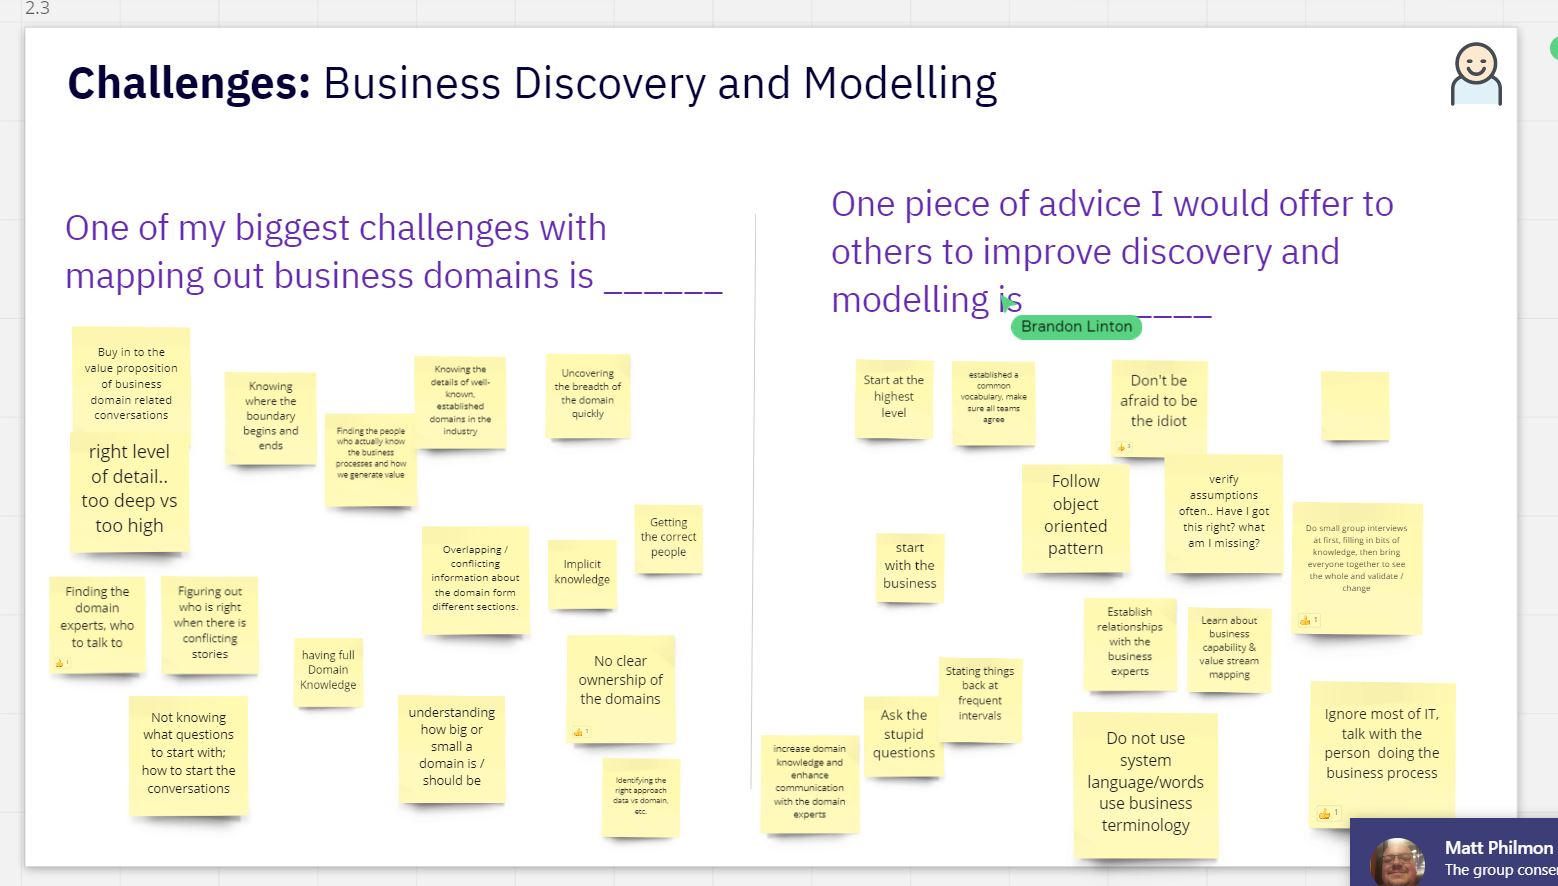 2.3
Challenges: Business Discovery and Modelling
One of my biggest challenges with
mapping out business domains is ______
Buy in to the
value proposition
of business
domain related
conversations
right level
of detail..
too deep vs
too high
Knowing
where the
boundary
begins and
ends
Finding the people
who actually know
the business
processes and how
we generate value
Knowing the
details of well-
known,
established
domains in the
industry
Uncovering
the breadth of
the domain
quickly
Overlapping /
conflicting
information about
the domain form
different sections.
Implicit
knowledge
Getting
the correct
people
Finding the
domain
experts, who
to talk to
1
Figuring out
who is right
when there is
conflicting
stories
having full
Domain
Knowledge
No clear
ownership of
the domains
1
Not knowing
what questions
to start with;
how to start the
conversations
understanding
how big or
small a
domain is /
should be
Identifying the
right approach
data vs domain,
etc.
One piece of advice I would offer to
others to improve discovery and
modelling is ____
Brandon Linton
Start at the
highest
level
established a
common
vocabulary, make
sure all teams
agree
Don't be
afraid to be
the idiot
Follow
object
oriented
pattern
verify
assumptions
often.. Have I got
this right? what
am I missing?
Do small group interviews
at first, filling in bits of
knowledge, then bring
everyone together to see
the whole and validate /
change
1
start
with the
business
Establish
relationships
with the
business
experts
Learn about
business
capability &
value stream
mapping
Stating things
back at
frequent
intervals
Ask the
stupid
questions
increase domain
knowledge and
enhance
communication
with the domain
experts
Do not use
system
language/words
use business
terminology
Ignore most of IT,
talk with the
person doing the
business process
1
Matt Philmon
The group